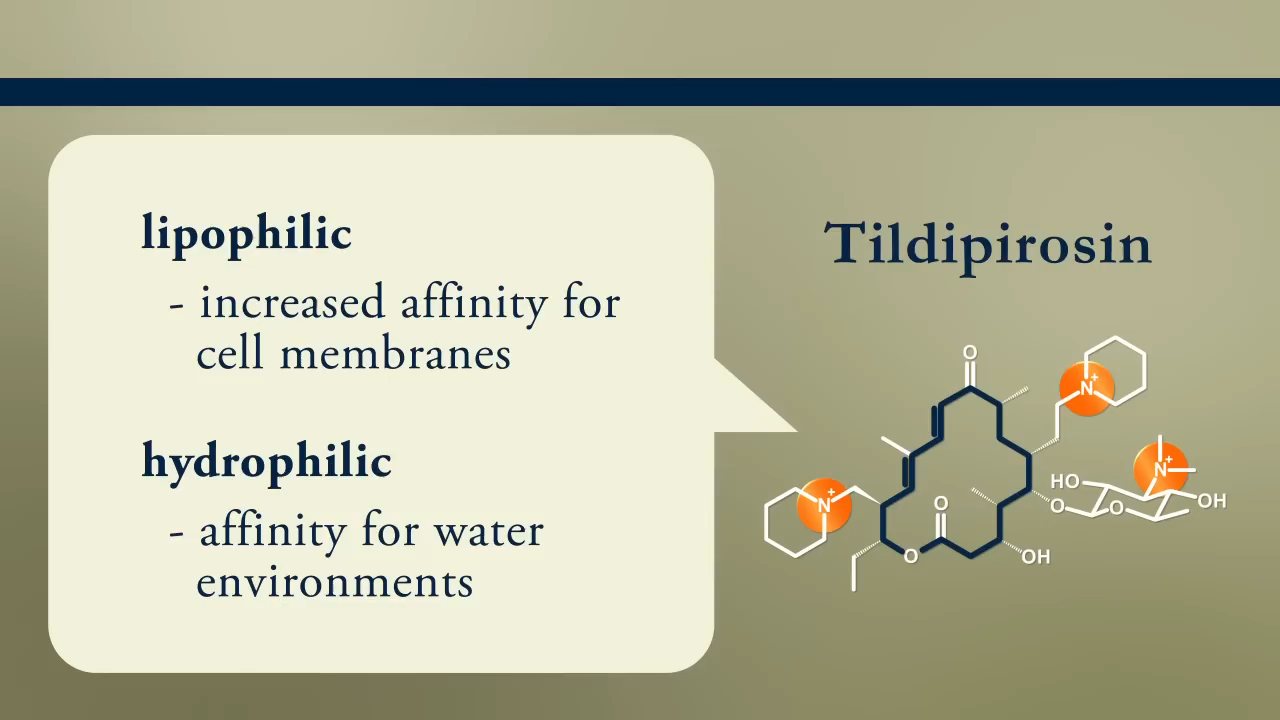 lipophilic
- increased affinity for
cell membranes
hydrophilic
- affinity for water
environments
Tildipirosin
O
N+
N+
HO
OH
O
O
N+
O
O
OH